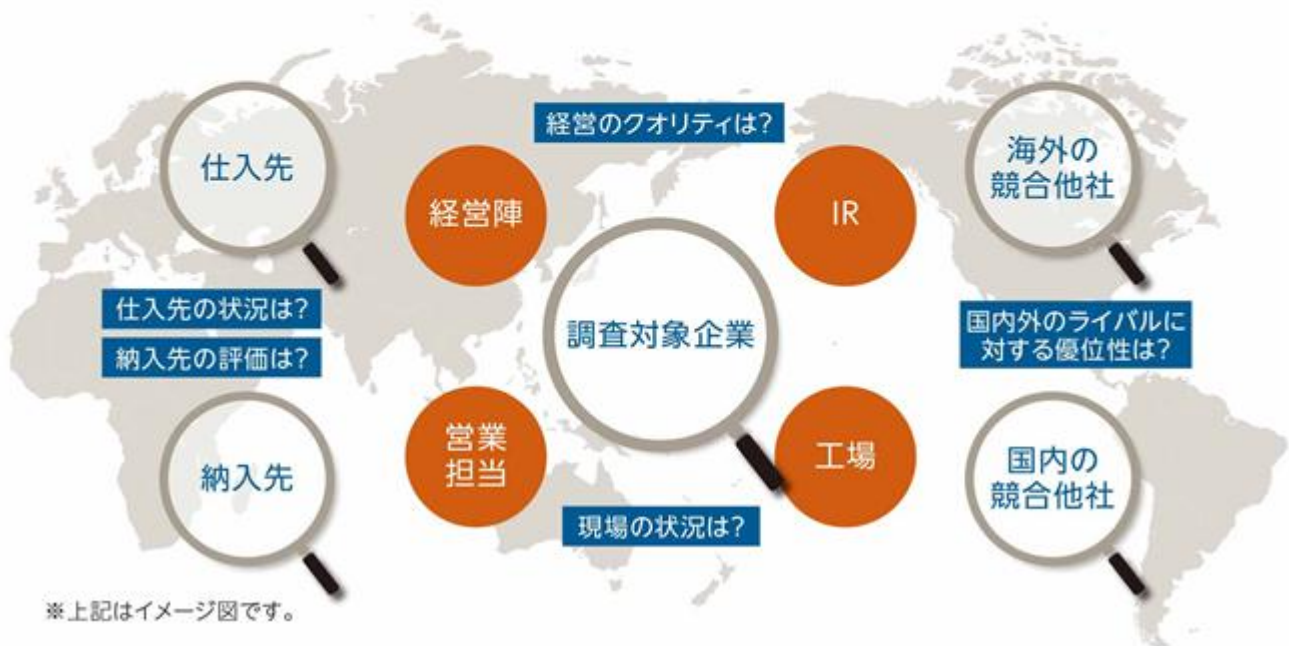 経営のクオリティは?
仕入先
経営陣
IR
海外の
競合他社
仕入先の状況は?
納入先の評価は?
調査対象企業
国内外のライバルに
対する優位性は?
納入先
営業
担当
工場
国内の
競合他社
現場の状況は?
※上記はイメージ図です。